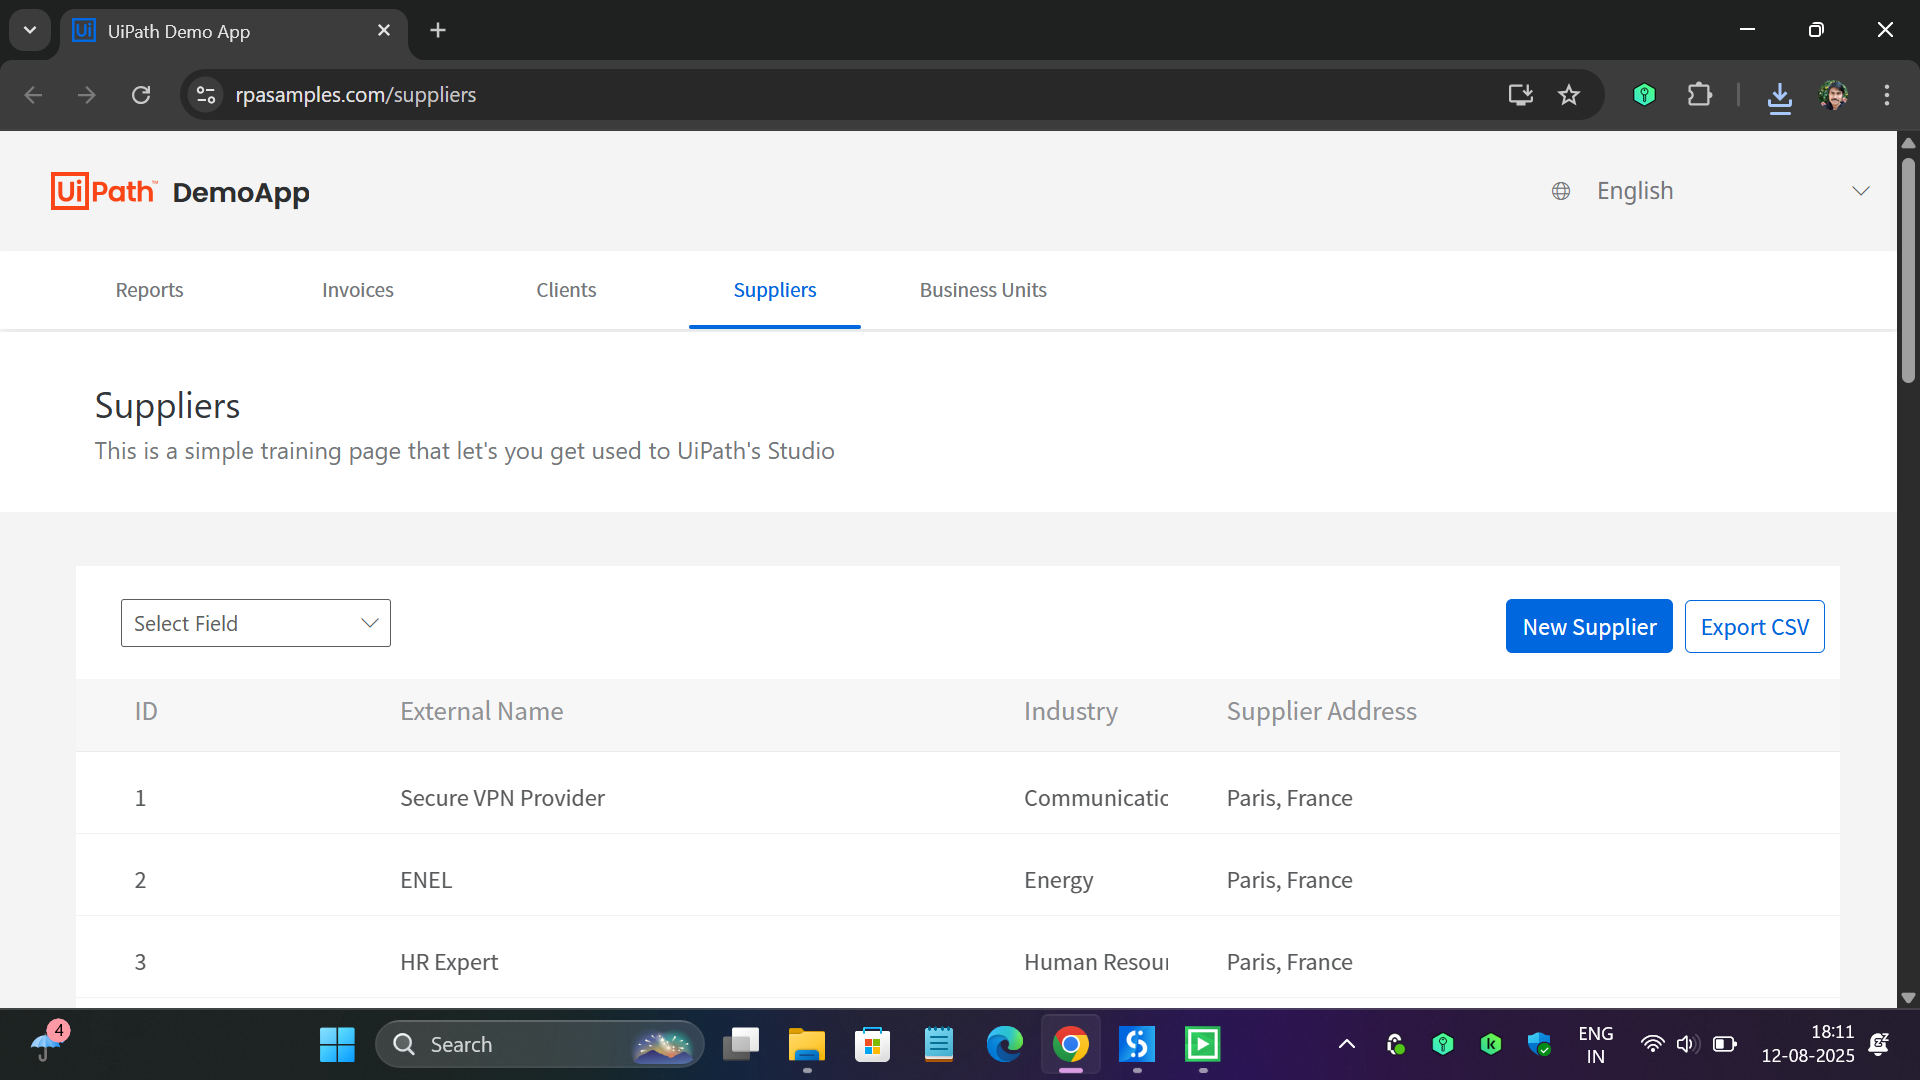 UiPath Demo App
rpasamples.com/suppliers
UiPath™ DemoApp
English
Reports Invoices Clients Suppliers Business Units
Suppliers
This is a simple training page that let's you get used to UiPath's Studio
Select Field
New Supplier Export CSV
ID External Name Industry Supplier Address
1 Secure VPN Provider Communicatic Paris, France
2 ENEL Energy Paris, France
3 HR Expert Human Resour Paris, France
4
Search
ENG
IN
18:11
12-08-2025